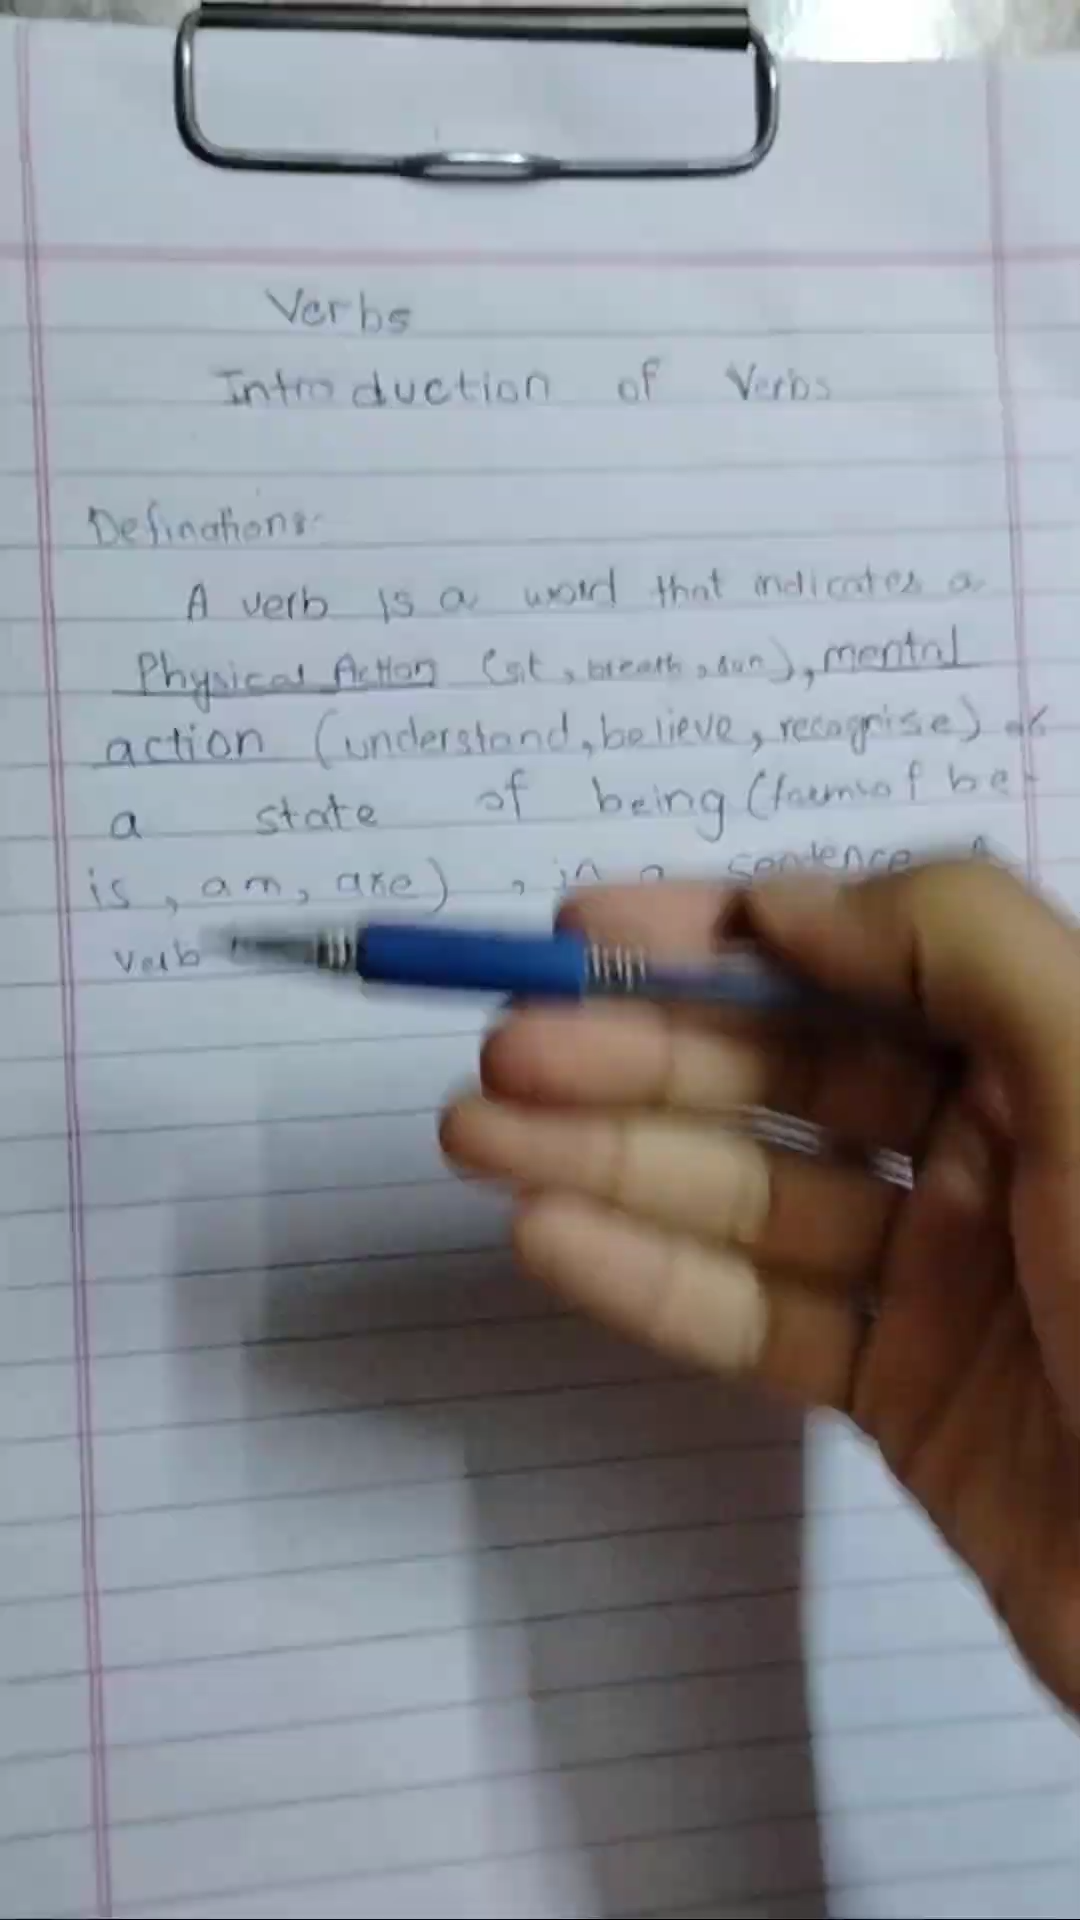 Verbs
Introduction of Verbs
Definations:
A verb is a word that indicates a
Physical Action (sit, breath, run), mental
action (understand, believe, recognise) or
a state of being (forms of be-
is, am, are), in a sentence A
verb